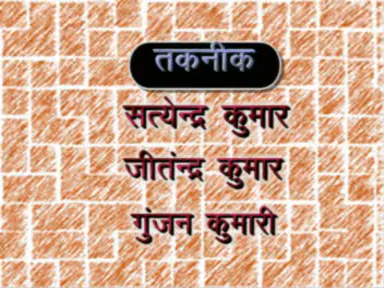 तकनीक
सत्येन्द्र कुमार
जीतंन्द्र कुमार
गुंजन कुमारी